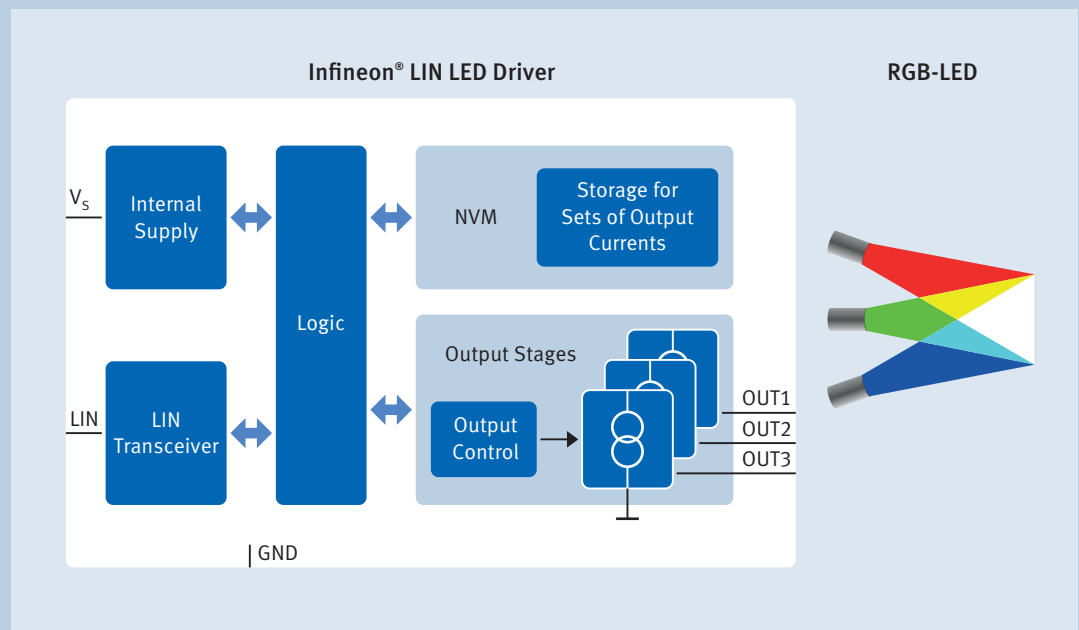 Infineon® LIN LED Driver
RGB-LED
VS
Internal
Supply
Logic
NVM
Storage for
Sets of Output
Currents
LIN
LIN
Transceiver
Output Stages
Output
Control
OUT1
OUT2
OUT3
GND